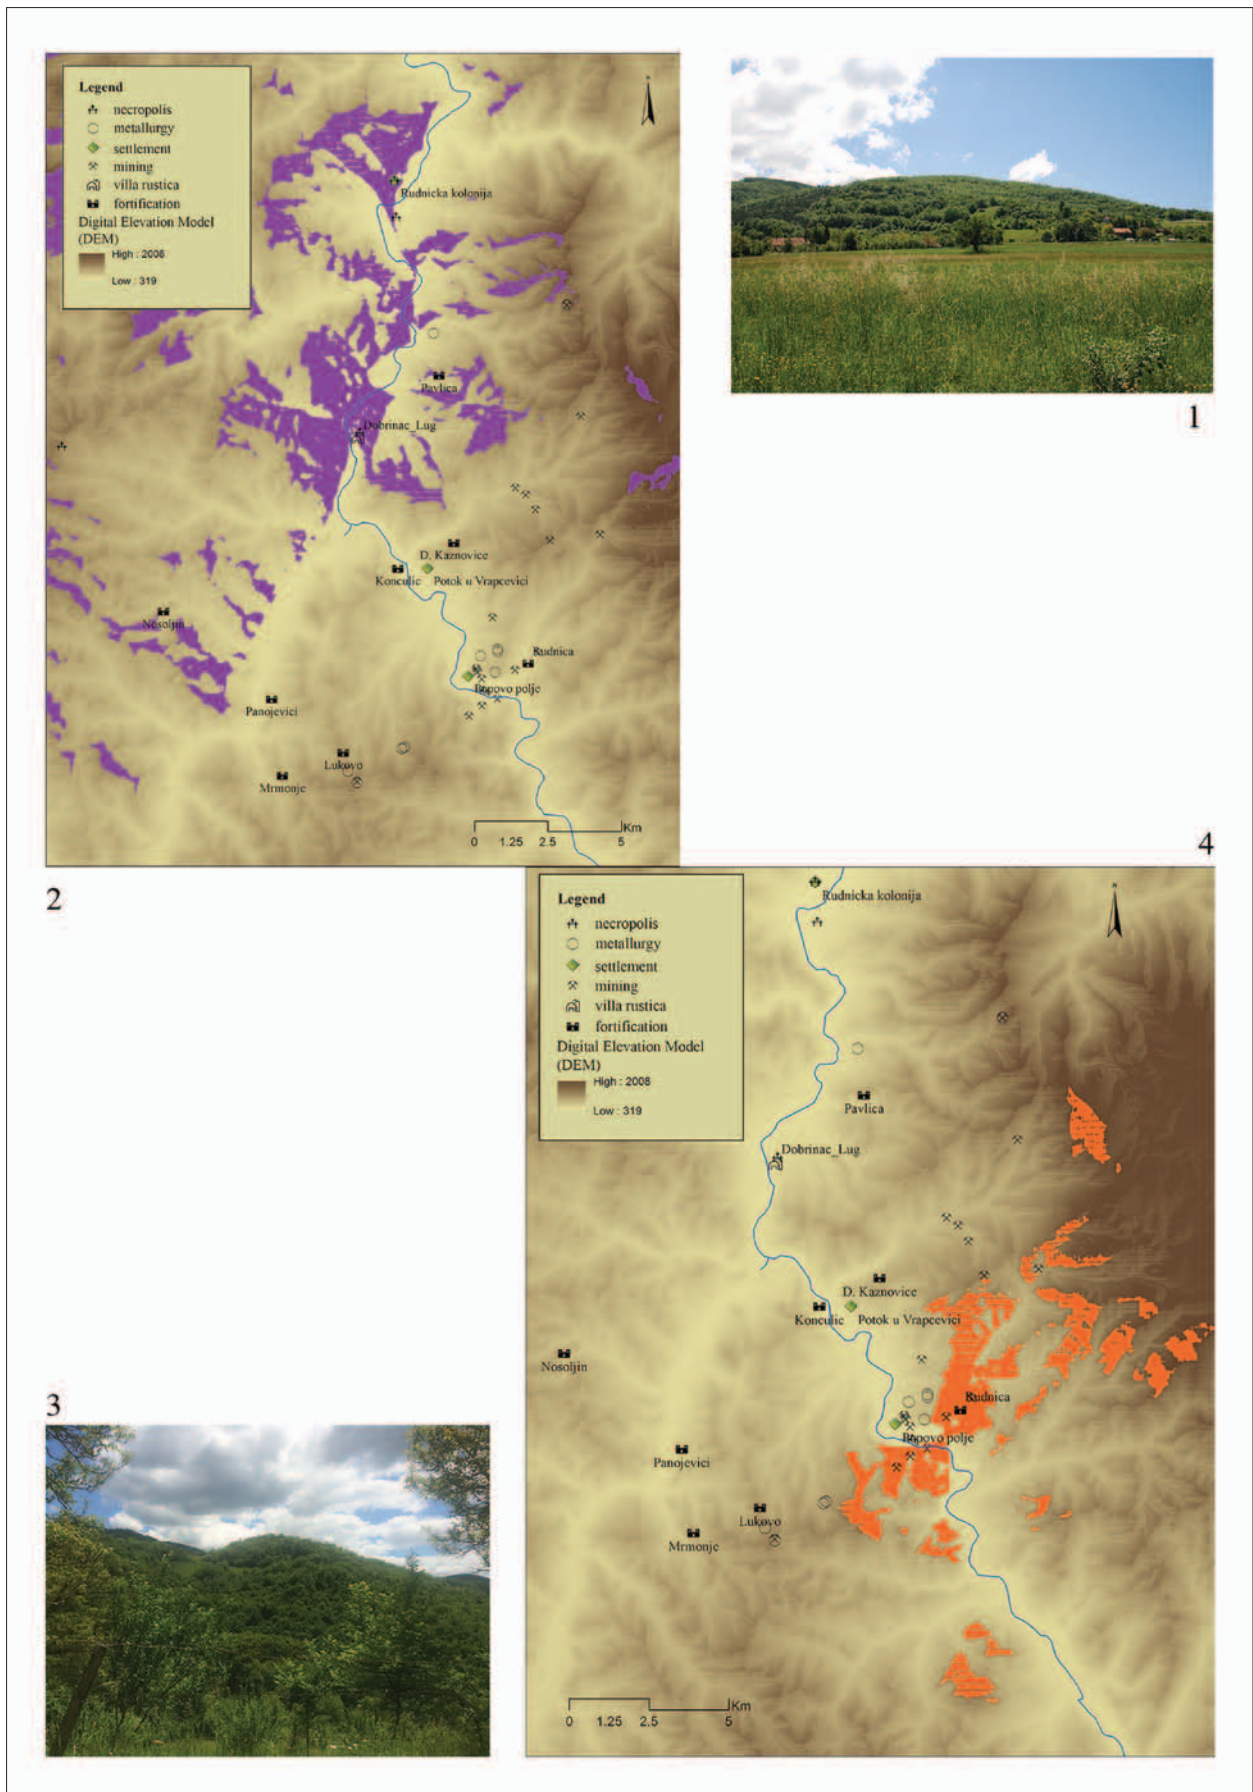 Legend
necropolis
metallurgy
settlement
mining
villa rustica
fortification
Digital Elevation Model
(DEM)
High : 2008
Low : 319
N
Rudnicka kolonija
Pavlica
Dobrinac_Lug
D. Kaznovice
Konculic
Potok u Vrapcevici
Nosoljin
Rudnica
Popovo polje
Panojevici
Lukovo
Mrmonje
Km
0 1.25 2.5 5
1
2
3
4
Legend
necropolis
metallurgy
settlement
mining
villa rustica
fortification
Digital Elevation Model
(DEM)
High : 2008
Low : 319
N
Rudnicka kolonija
Pavlica
Dobrinac_Lug
D. Kaznovice
Konculic
Potok u Vrapcevici
Nosoljin
Rudnica
Popovo polje
Panojevici
Lukovo
Mrmonje
Km
0 1.25 2.5 5